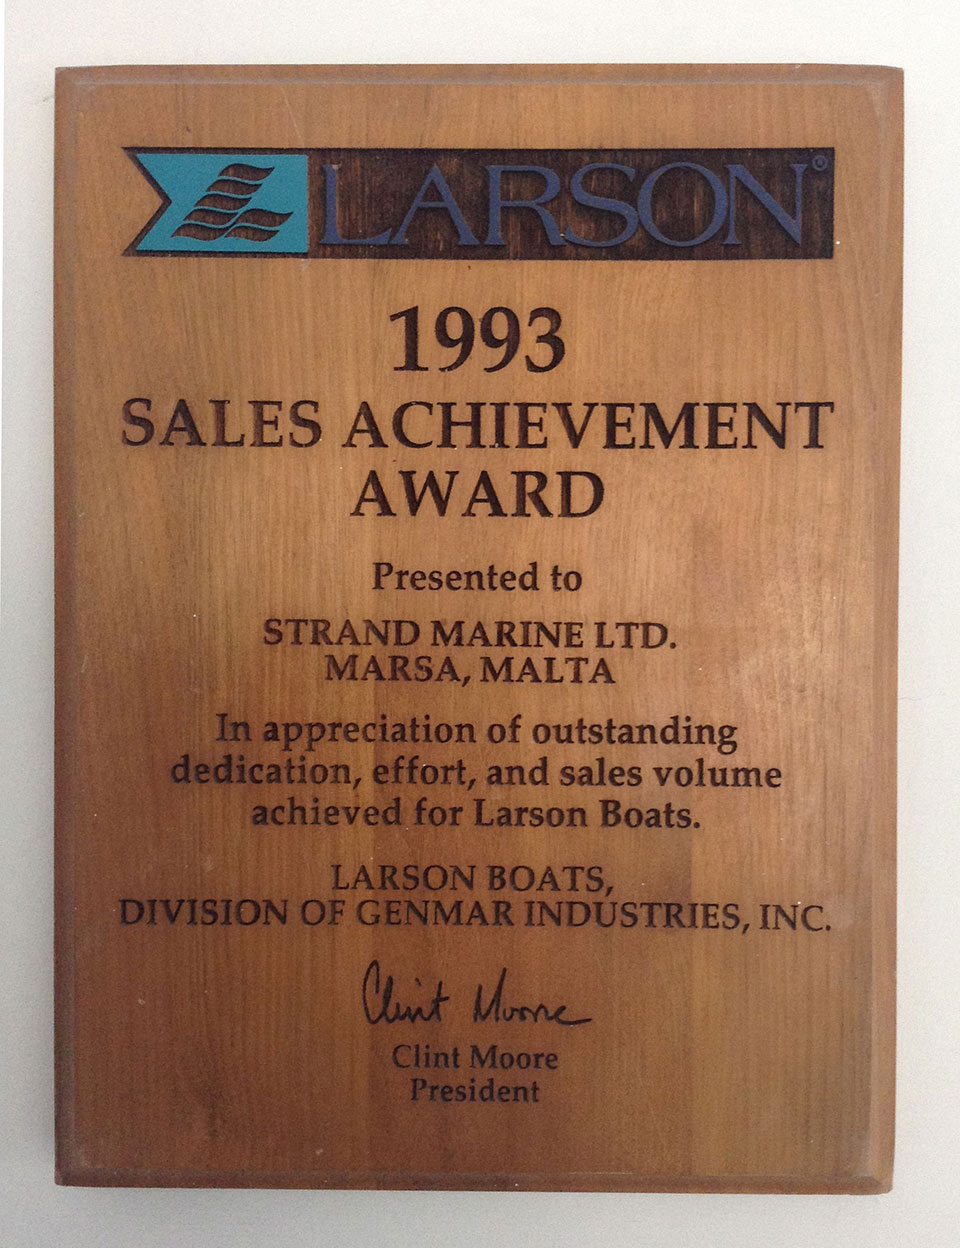 LARSON®
1993
SALES ACHIEVEMENT
AWARD
Presented to
STRAND MARINE LTD.
MARSA, MALTA
In appreciation of outstanding
dedication, effort, and sales volume
achieved for Larson Boats.
LARSON BOATS,
DIVISION OF GENMAR INDUSTRIES, INC.
Clint Moore
Clint Moore
President